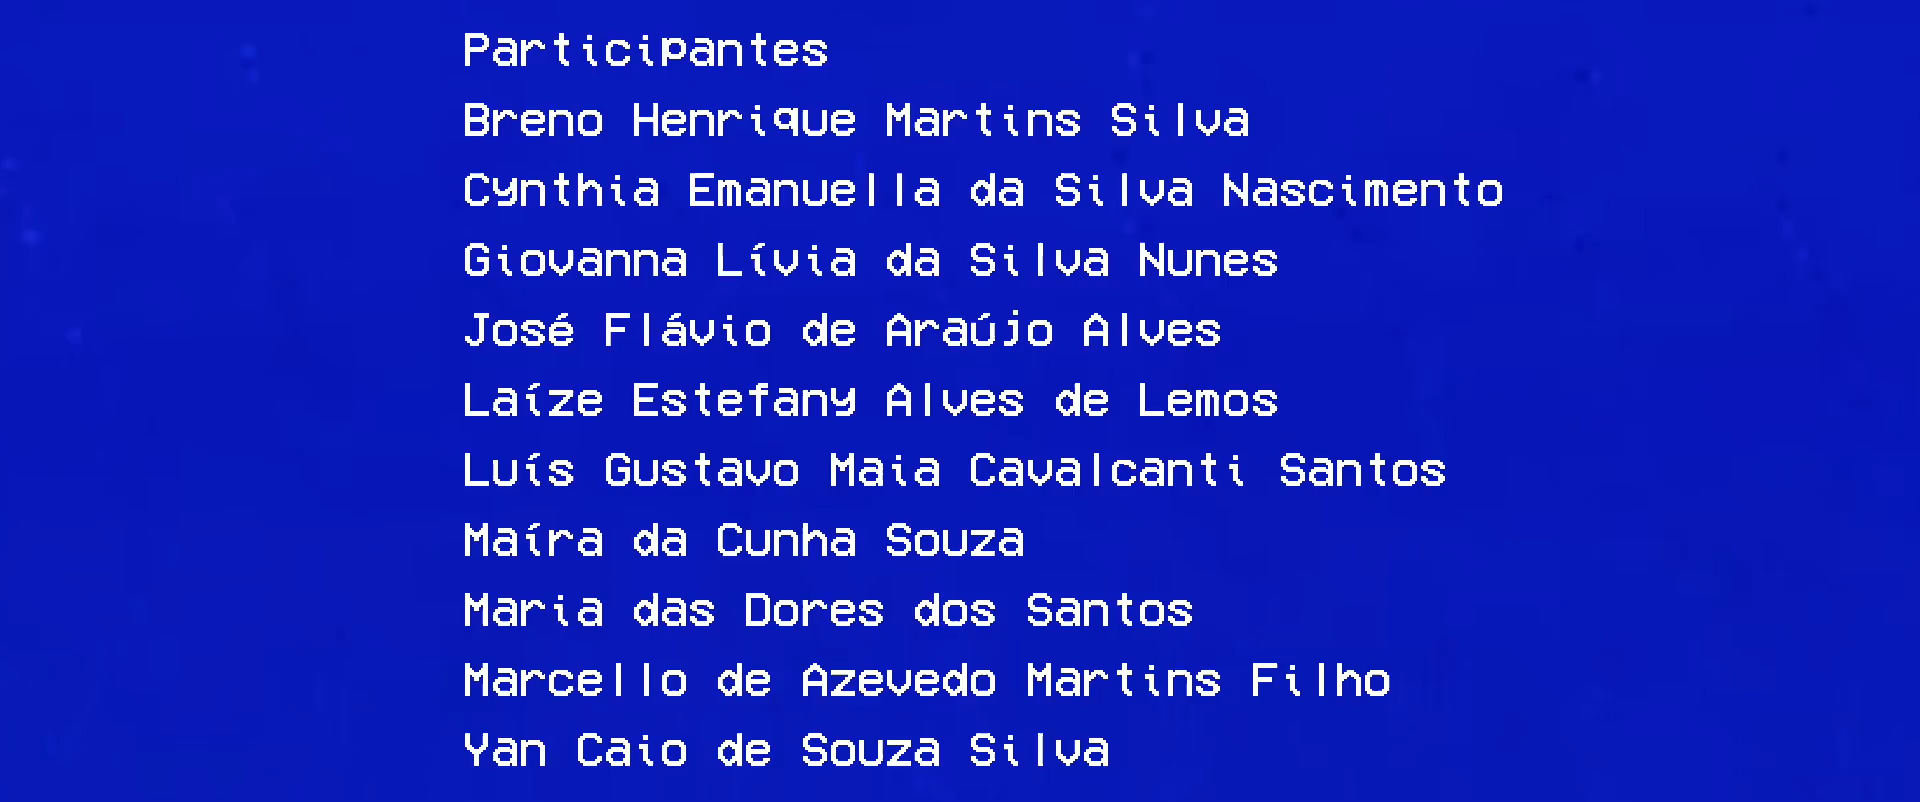 Participantes
Breno Henrique Martins Silva
Cynthia Emanuella da Silva Nascimento
Giovanna Lívia da Silva Nunes
José Flávio de Araújo Alves
Laíze Estefany Alves de Lemos
Luís Gustavo Maia Cavalcanti Santos
Maíra da Cunha Souza
Maria das Dores dos Santos
Marcello de Azevedo Martins Filho
Yan Caio de Souza Silva